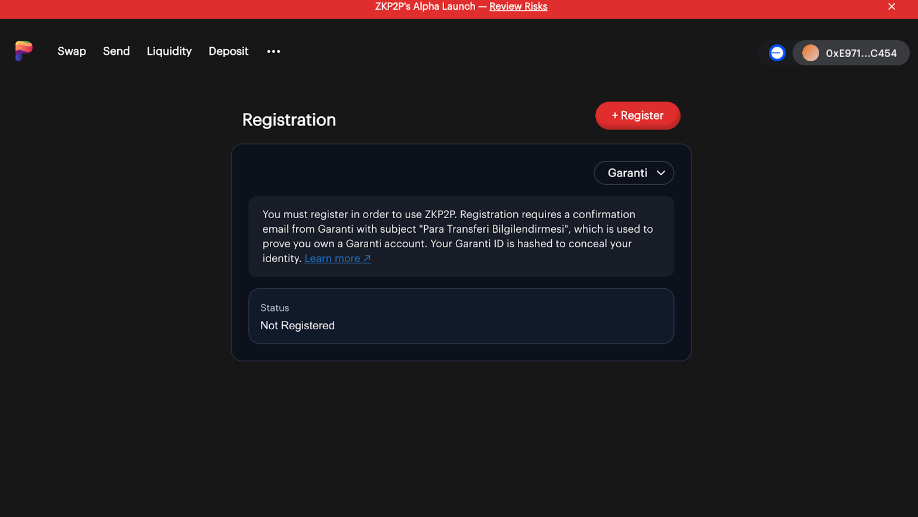 ZKP2P's Alpha Launch — Review Risks
Swap Send Liquidity Deposit
0xE971...C454
Registration
+ Register
Garanti
You must register in order to use ZKP2P. Registration requires a confirmation
email from Garanti with subject "Para Transferi Bilgilendirmesi", which is used to
prove you own a Garanti account. Your Garanti ID is hashed to conceal your
identity. Learn more ↗
Status
Not Registered